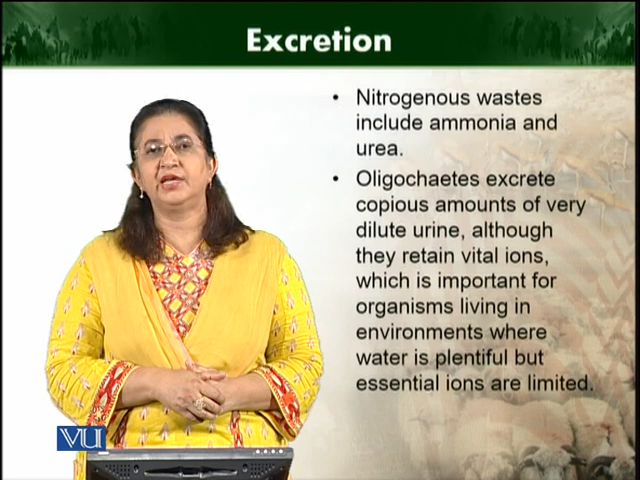 Excretion
• Nitrogenous wastes
include ammonia and
urea.
• Oligochaetes excrete
copious amounts of very
dilute urine, although
they retain vital ions,
which is important for
organisms living in
environments where
water is plentiful but
essential ions are limited.
VU